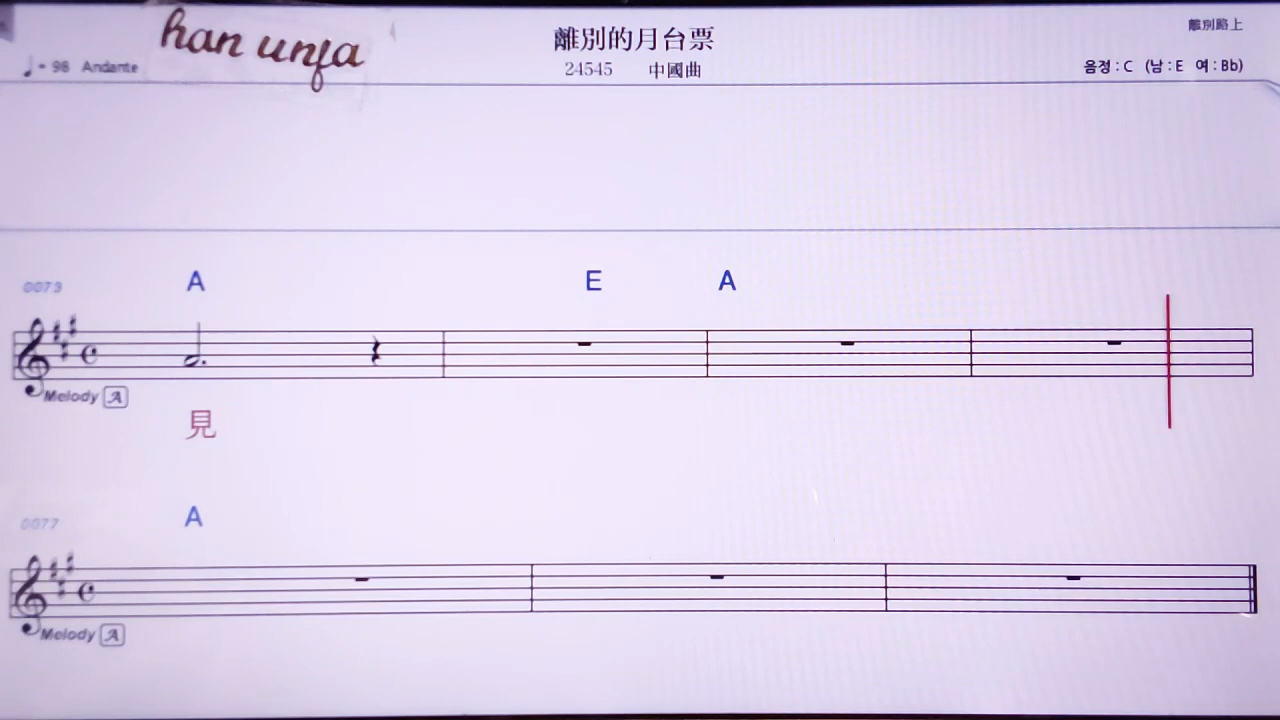 han unfa
離別的月台票
離別路上
♩= 98 Andante
24545 中國曲
음정 : C (남 : E 여 : Bb)
0073 A E A
Melody A
見
0077 A
Melody A